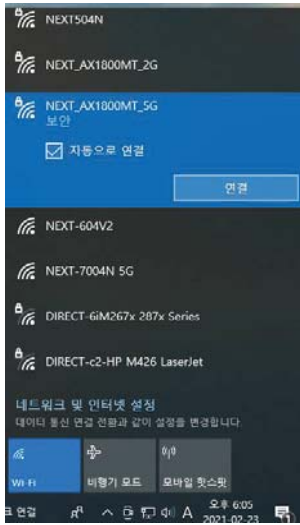 NEXT504N
NEXT_AX1800MT_2G
NEXT_AX1800MT_5G
보안
자동으로 연결
연결
NEXT-604V2
NEXT-7004N 5G
DIRECT-6iM267x 287x Series
DIRECT-c2-HP M426 LaserJet
네트워크 및 인터넷 설정
데이터 통신 연결 전환과 같이 설정을 변경합니다.
Wi-Fi
비행기 모드
모바일 핫스팟
연결
A
오후 6:05
2021-02-23